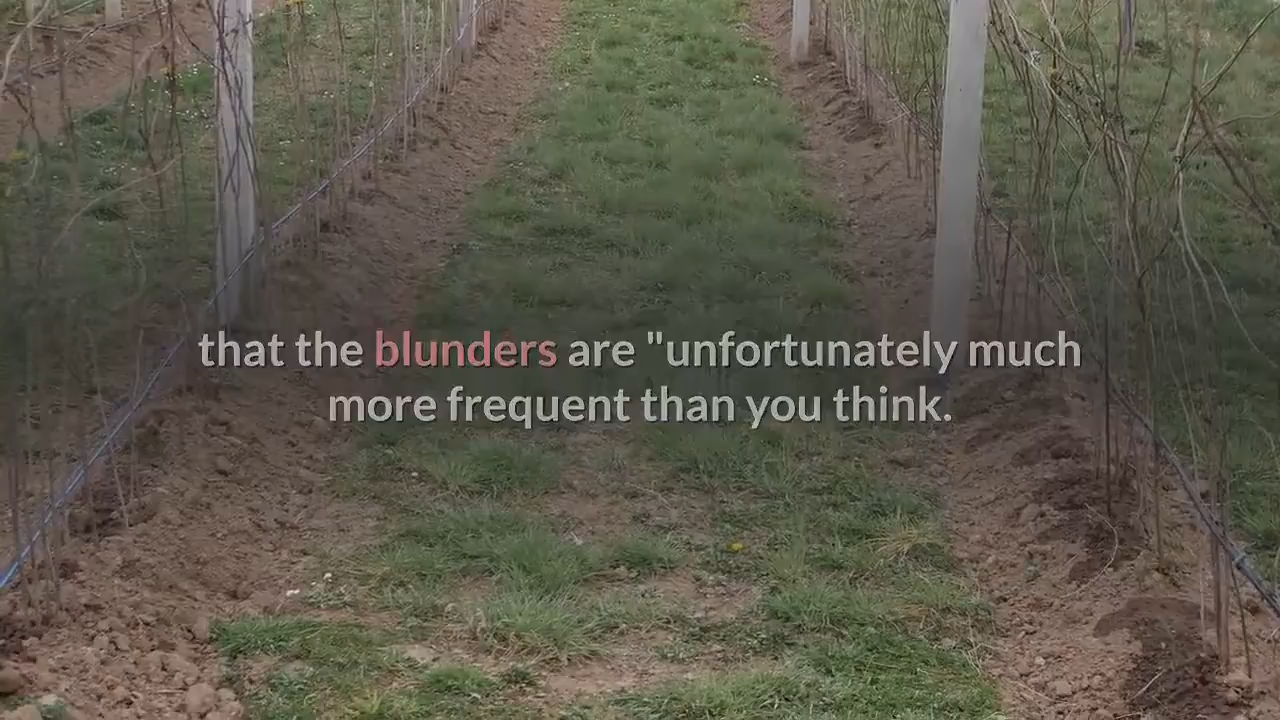 that the blunders are "unfortunately much
more frequent than you think.